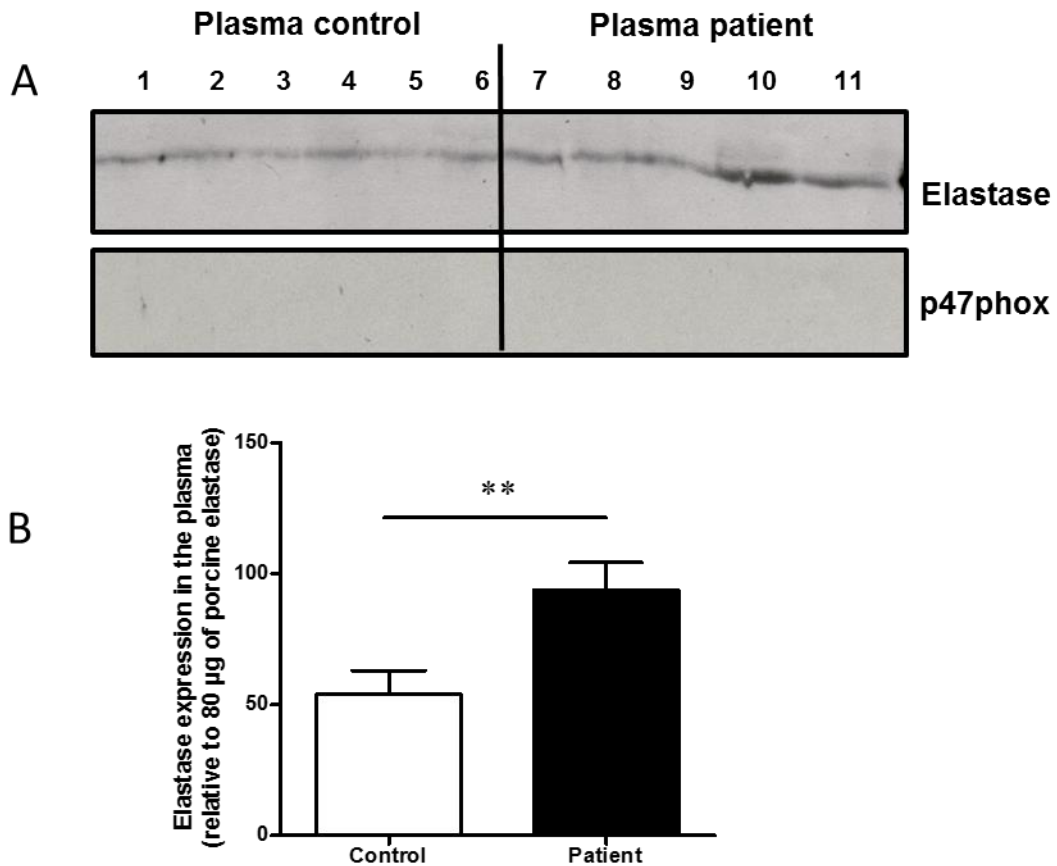 Plasma control Plasma patient
A
1 2 3 4 5 6 7 8 9 10 11
Elastase
p47phox
B
Elastase expression in the plasma
(relative to 80 µg of porcine elastase)
150
100
50
0
**
Control Patient